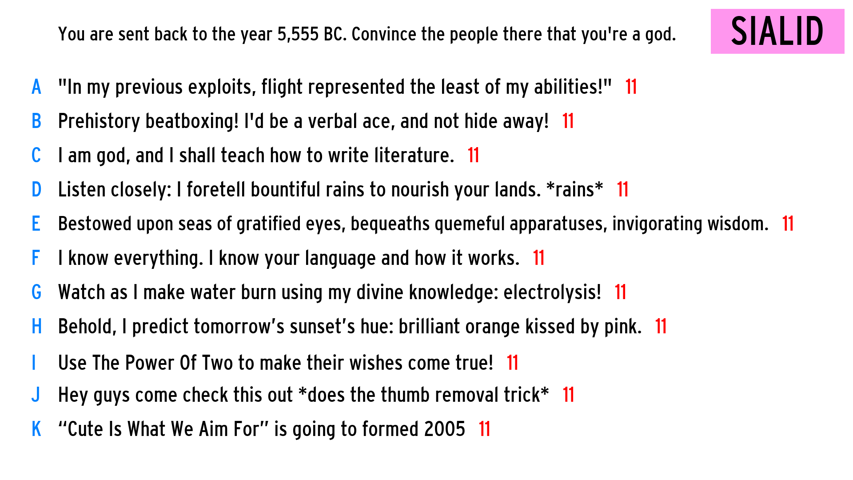 You are sent back to the year 5,555 BC. Convince the people there that you're a god.
SIALID
A "In my previous exploits, flight represented the least of my abilities!" 11
B Prehistory beatboxing! I'd be a verbal ace, and not hide away! 11
C I am god, and I shall teach how to write literature. 11
D Listen closely: I foretell bountiful rains to nourish your lands. *rains* 11
E Bestowed upon seas of gratified eyes, bequeaths quemeful apparatuses, invigorating wisdom. 11
F I know everything. I know your language and how it works. 11
G Watch as I make water burn using my divine knowledge: electrolysis! 11
H Behold, I predict tomorrow’s sunset’s hue: brilliant orange kissed by pink. 11
I Use The Power Of Two to make their wishes come true! 11
J Hey guys come check this out *does the thumb removal trick* 11
K “Cute Is What We Aim For” is going to formed 2005 11